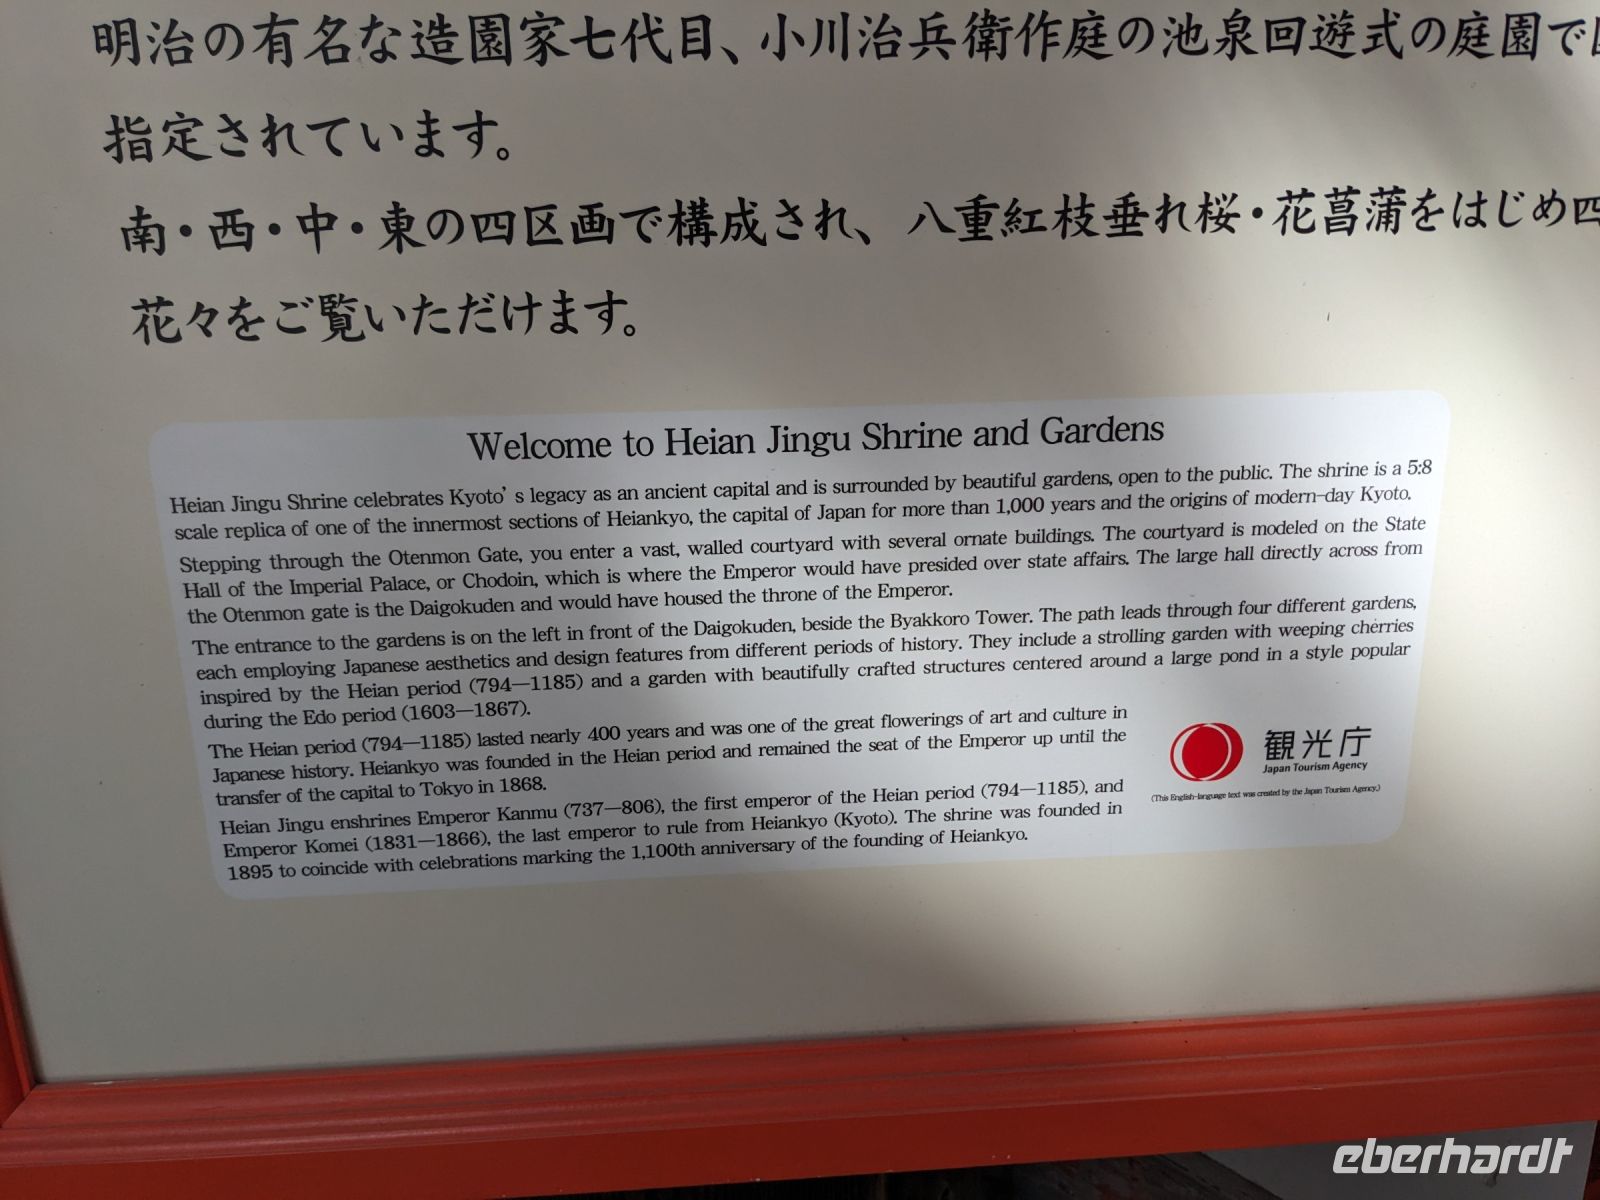 明治の有名な造園家七代目、小川治兵衛作庭の池泉回遊式の庭園で
指定されています。
南・西・中・東の四区画で構成され、八重紅枝垂れ桜・花菖蒲をはじめ四
花々をご覧いただけます。
Welcome to Heian Jingu Shrine and Gardens
Heian Jingu Shrine celebrates Kyoto's legacy as an ancient capital and is surrounded by beautiful gardens, open to the public. The shrine is a 5:8
scale replica of one of the innermost sections of Heiankyo, the capital of Japan for more than 1,000 years and the origins of modern-day Kyoto.
Stepping through the Otenmon Gate, you enter a vast, walled courtyard with several ornate buildings. The courtyard is modeled on the State
Hall of the Imperial Palace, or Chodoin, which is where the Emperor would have presided over state affairs. The large hall directly across from
the Otenmon gate is the Daigokuden and would have housed the throne of the Emperor.
The entrance to the gardens is on the left in front of the Daigokuden, beside the Byakkoro Tower. The path leads through four different gardens,
each employing Japanese aesthetics and design features from different periods of history. They include a strolling garden with weeping cherries
inspired by the Heian period (794—1185) and a garden with beautifully crafted structures centered around a large pond in a style popular
during the Edo period (1603—1867).
The Heian period (794—1185) lasted nearly 400 years and was one of the great flowerings of art and culture in
Japanese history. Heiankyo was founded in the Heian period and remained the seat of the Emperor up until the
transfer of the capital to Tokyo in 1868.
Heian Jingu enshrines Emperor Kanmu (737—806), the first emperor of the Heian period (794—1185), and
Emperor Komei (1831—1866), the last emperor to rule from Heiankyo (Kyoto). The shrine was founded in
1895 to coincide with celebrations marking the 1,100th anniversary of the founding of Heiankyo.
観光庁
Japan Tourism Agency
(This English-language text was created by the Japan Tourism Agency.)
eberhardt